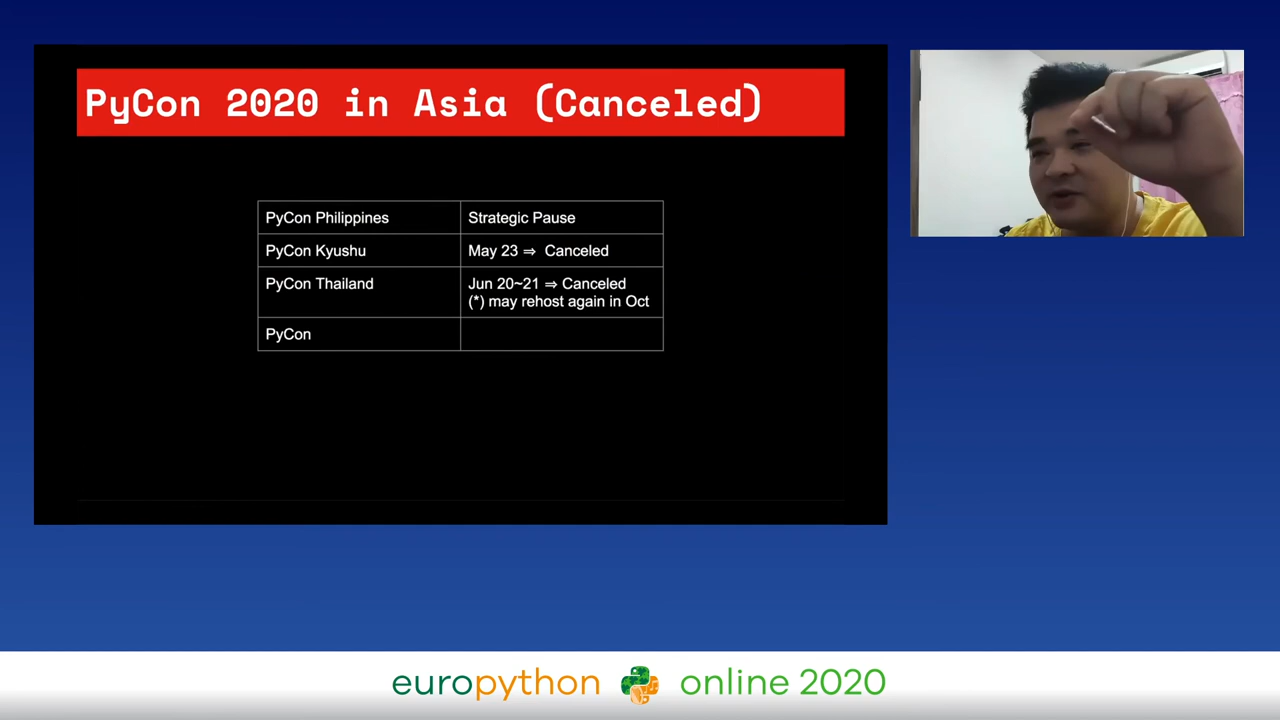 PyCon 2020 in Asia (Canceled)
PyCon Philippines Strategic Pause
PyCon Kyushu May 23 ⇒ Canceled
PyCon Thailand Jun 20~21 ⇒ Canceled
(*) may rehost again in Oct
PyCon
europython online 2020